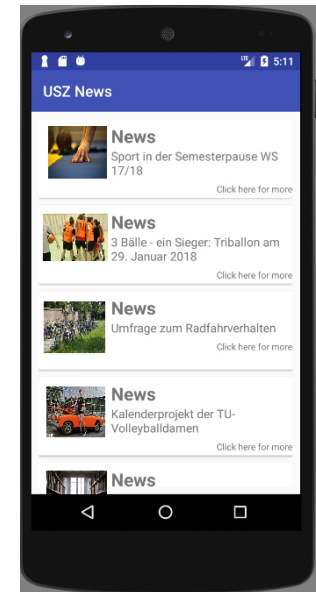 LTE 5:11
USZ News
News
Sport in der Semesterpause WS
17/18
Click here for more
News
3 Bälle - ein Sieger: Triballon am
29. Januar 2018
Click here for more
News
Umfrage zum Radfahrverhalten
Click here for more
News
Kalenderprojekt der TU-
Volleyballdamen
Click here for more
News